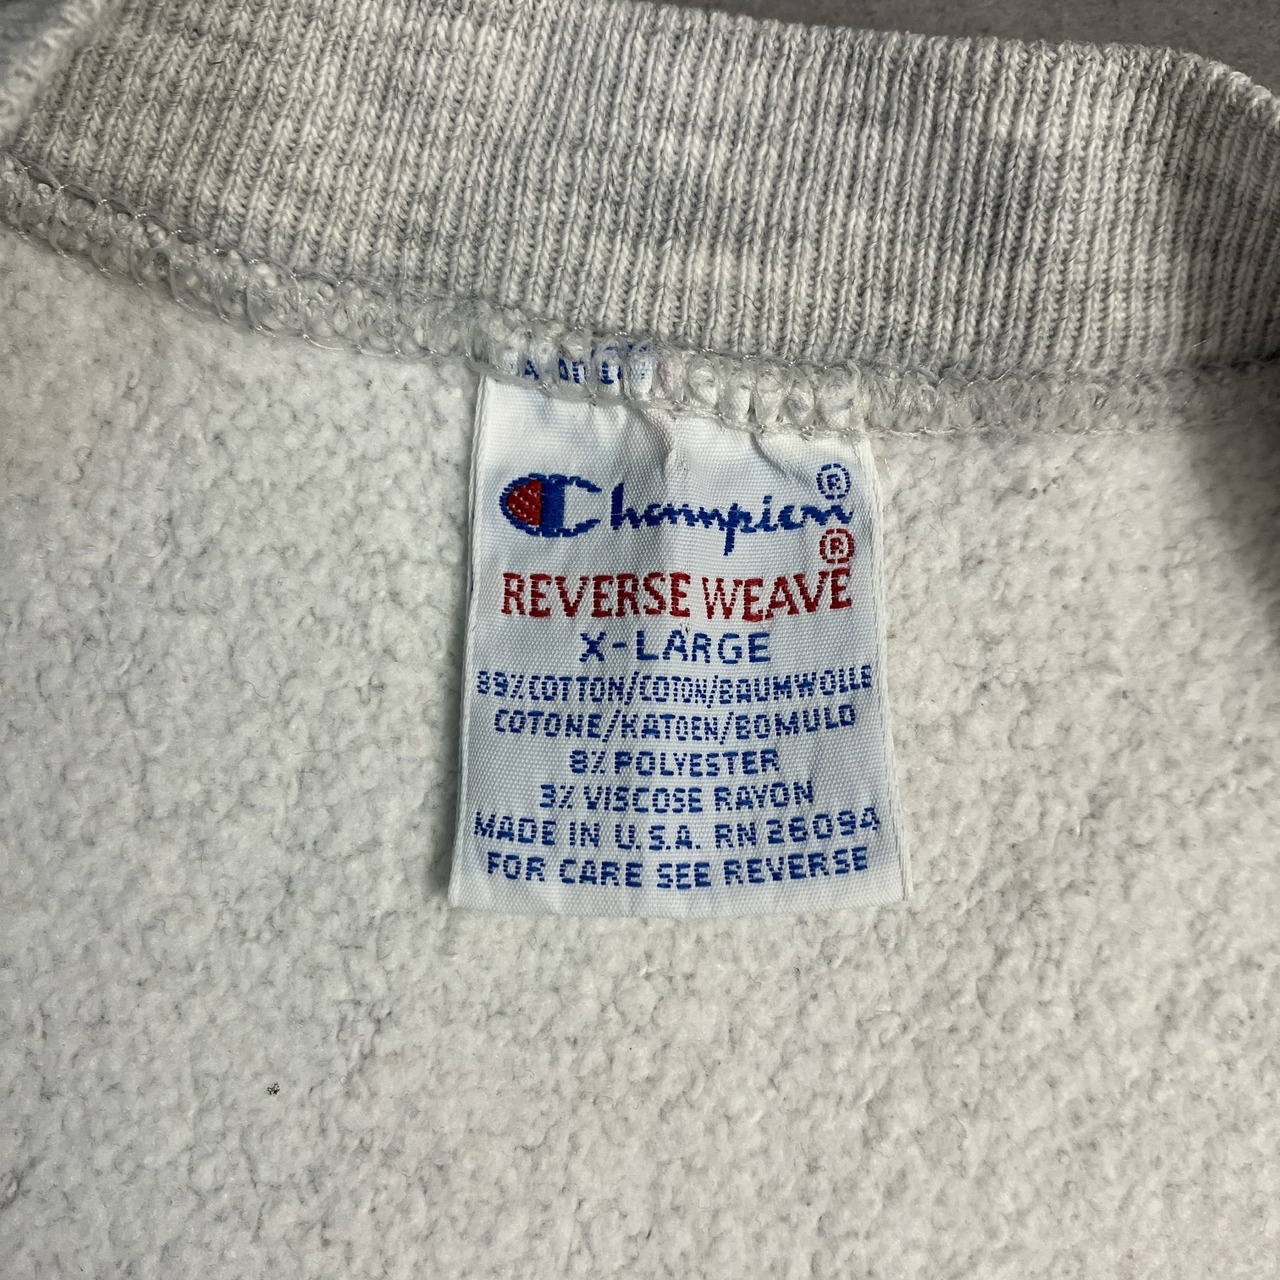 Champion®
REVERSE WEAVE®
X-LARGE
89% COTTON/COTON/BAUMWOLLE
COTONE/KATOEN/BOMULD
8% POLYESTER
3% VISCOSE RAYON
MADE IN U.S.A. RN 26094
FOR CARE SEE REVERSE